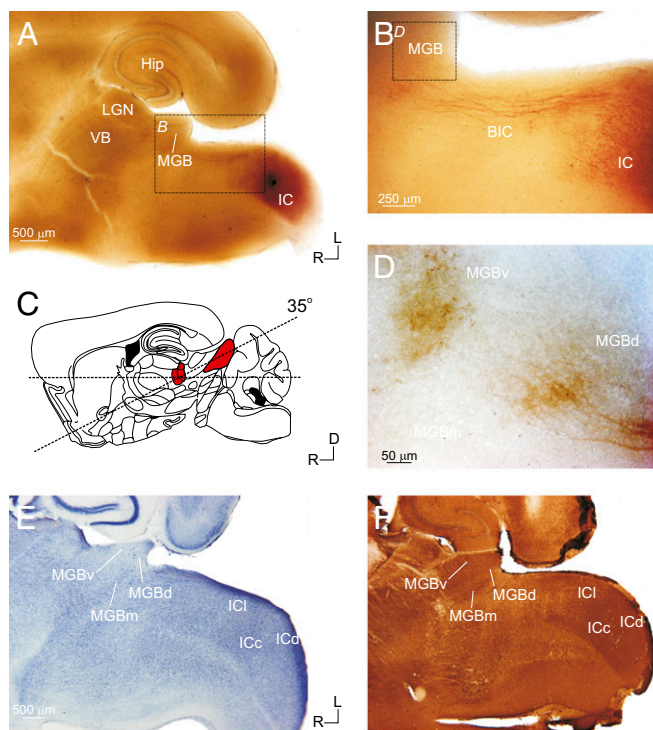 A
Hip
LGN
VB
B
MGB
IC
500 µm
L
R
B
D
MGB
BIC
IC
250 µm
C
35°
D
R
D
MGBv
MGBd
MGBm
50 µm
E
MGBv
MGBd
MGBm
ICl
ICc
ICd
500 µm
L
R
F
MGBv
MGBd
MGBm
ICl
ICc
ICd